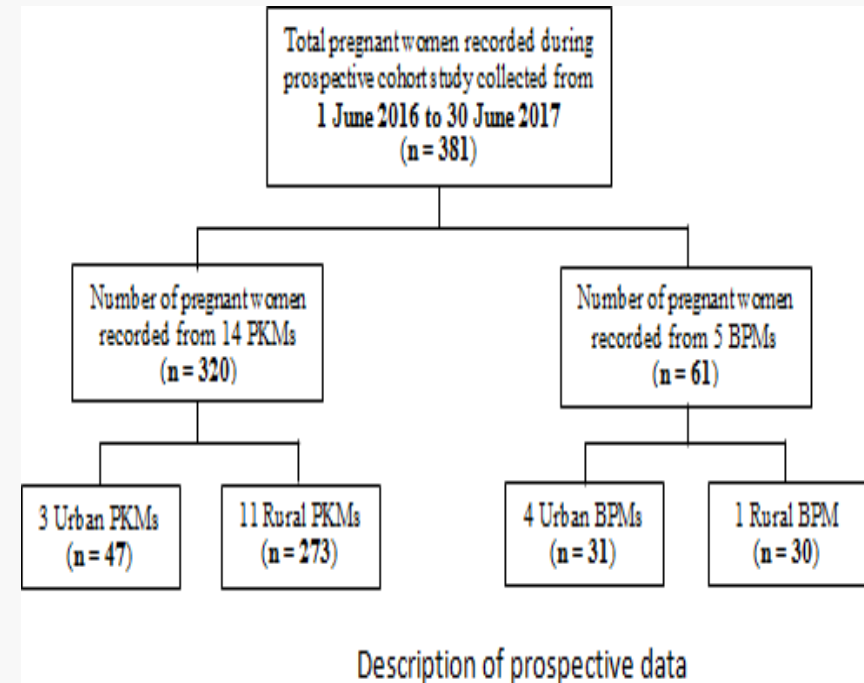 Total pregnant women recorded during
prospective cohort study collected from
1 June 2016 to 30 June 2017
(n = 381)
Number of pregnant women
recorded from 14 PKMs
(n = 320)
Number of pregnant women
recorded from 5 BPMs
(n = 61)
3 Urban PKMs
(n = 47)
11 Rural PKMs
(n = 273)
4 Urban BPMs
(n = 31)
1 Rural BPM
(n = 30)
Description of prospective data